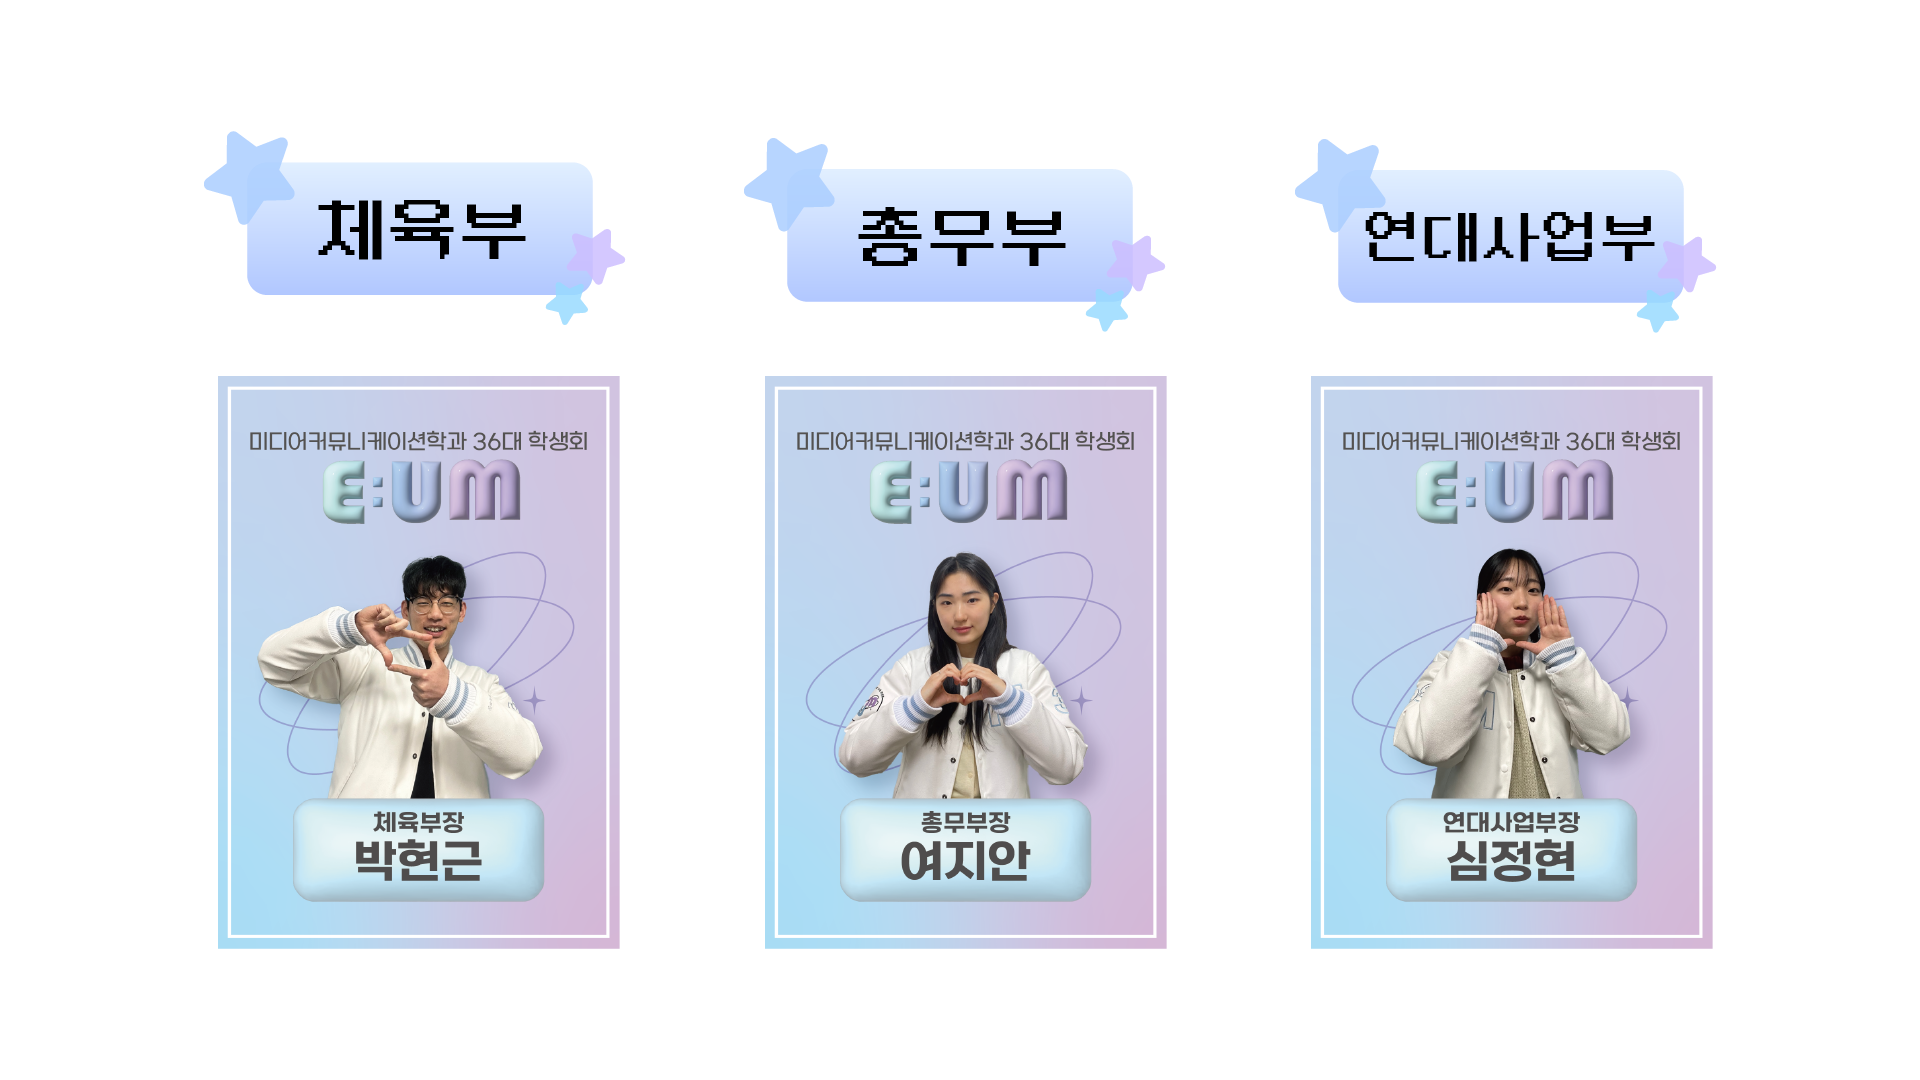 체육부
총무부
연대사업부
미디어커뮤니케이션학과 36대 학생회
E:UM
체육부장
박현근
미디어커뮤니케이션학과 36대 학생회
E:UM
총무부장
여지안
미디어커뮤니케이션학과 36대 학생회
E:UM
연대사업부장
심정현